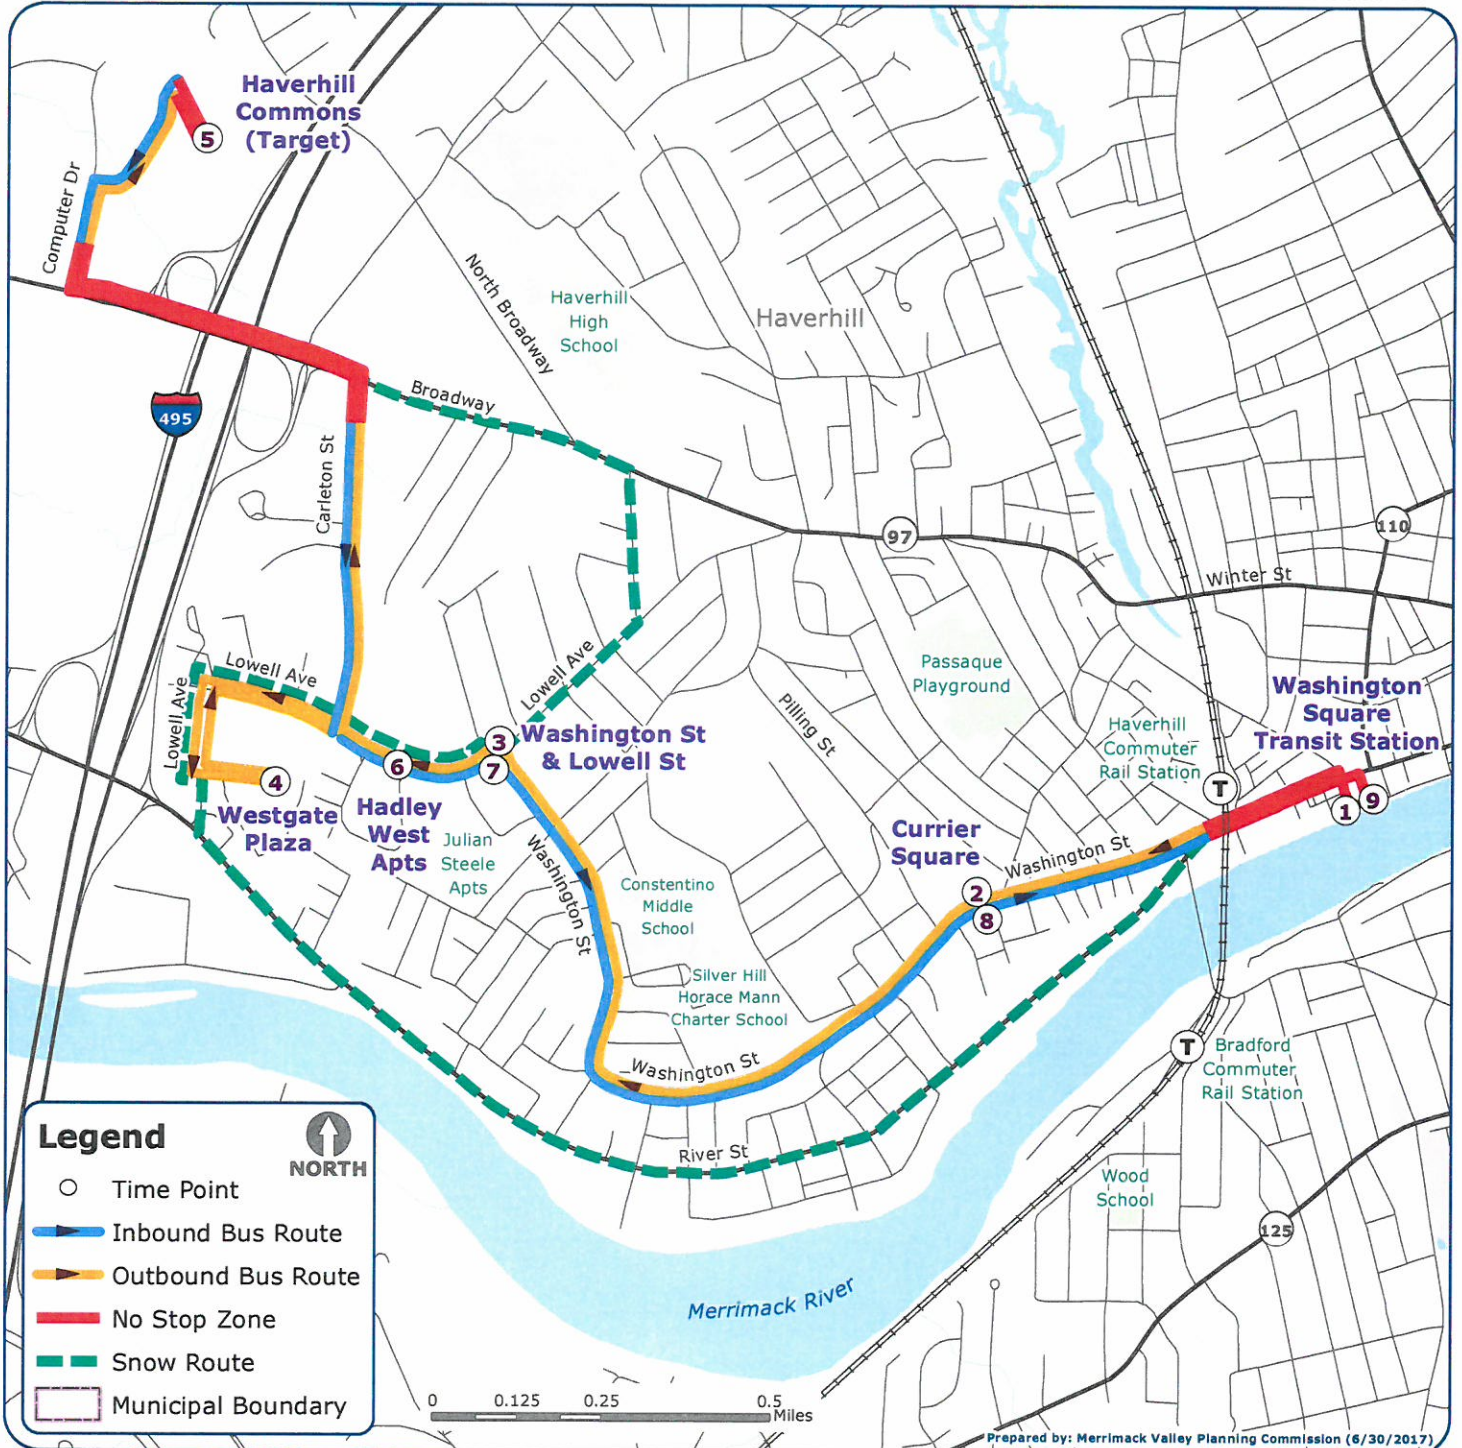 Haverhill
Commons
(Target)
5
Computer Dr
North Broadway
Haverhill
High
School
Haverhill
495
Broadway
Carleton St
97
110
Winter St
Lowell Ave
Lowell Ave
Lowell Ave
Passaque
Playground
Pilling St
Washington
Square
Transit Station
Haverhill
Commuter
Rail Station
T
1
9
3
Washington St
& Lowell St
6
7
4
Westgate
Plaza
Hadley
West
Apts
Julian
Steele
Apts
Washington St
Currier
Square
Washington St
2
8
Constentino
Middle
School
Silver Hill
Horace Mann
Charter School
Washington St
T
Bradford
Commuter
Rail Station
River St
Wood
School
125
Merrimack River
Legend
NORTH
Time Point
Inbound Bus Route
Outbound Bus Route
No Stop Zone
Snow Route
Municipal Boundary
0 0.125 0.25 0.5
Miles
Prepared by: Merrimack Valley Planning Commission (6/30/2017)